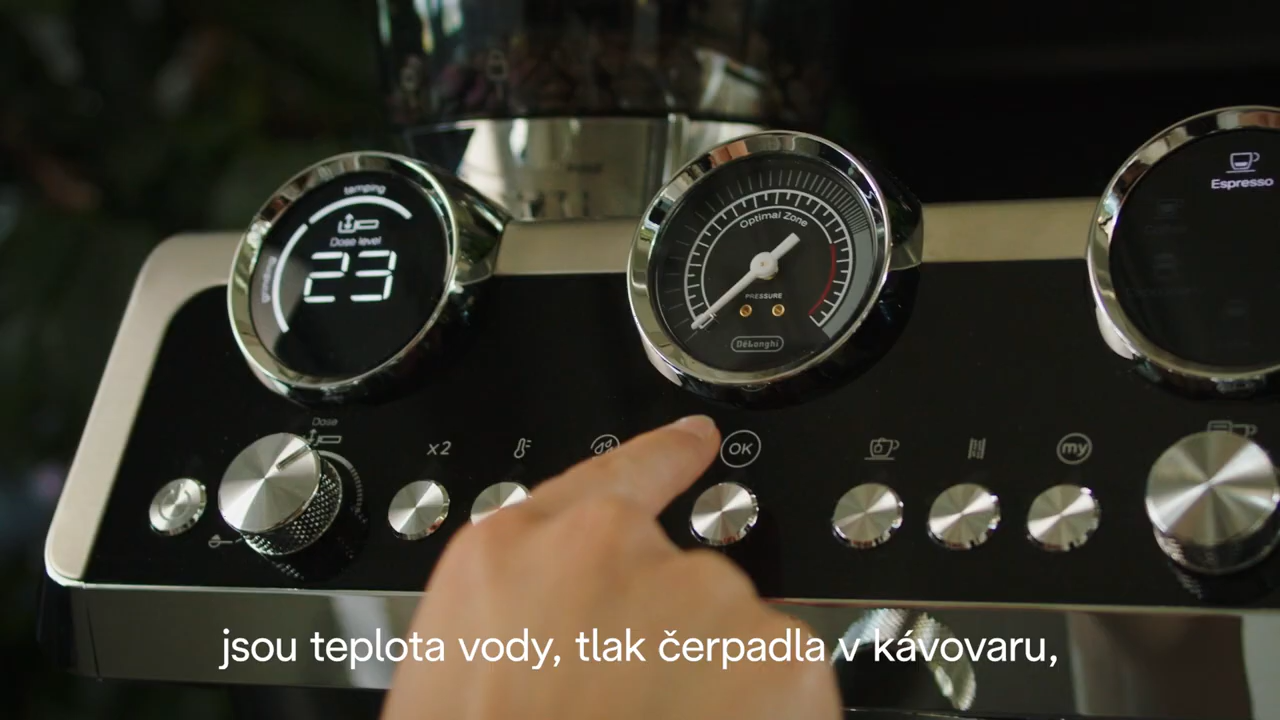 Espresso
tamping
Dose level
23
Optimal Zone
PRESSURE
DeLonghi
Dose
x2
OK
my
jsou teplota vody, tlak čerpadla v kávovaru,